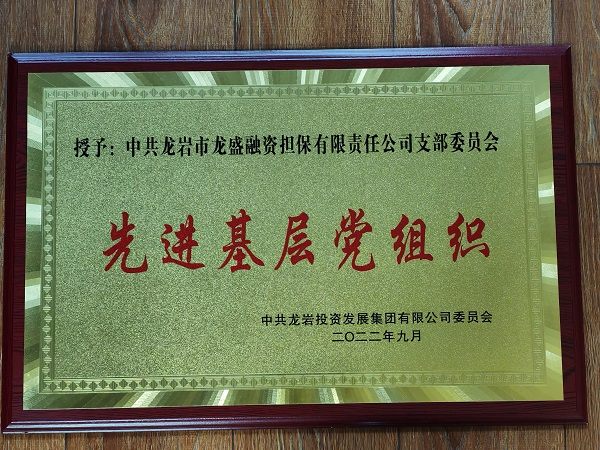 授予：中共龙岩市龙盛融资担保有限责任公司支部委员会
先进基层党组织
中共龙岩投资发展集团有限公司委员会
二〇二二年九月